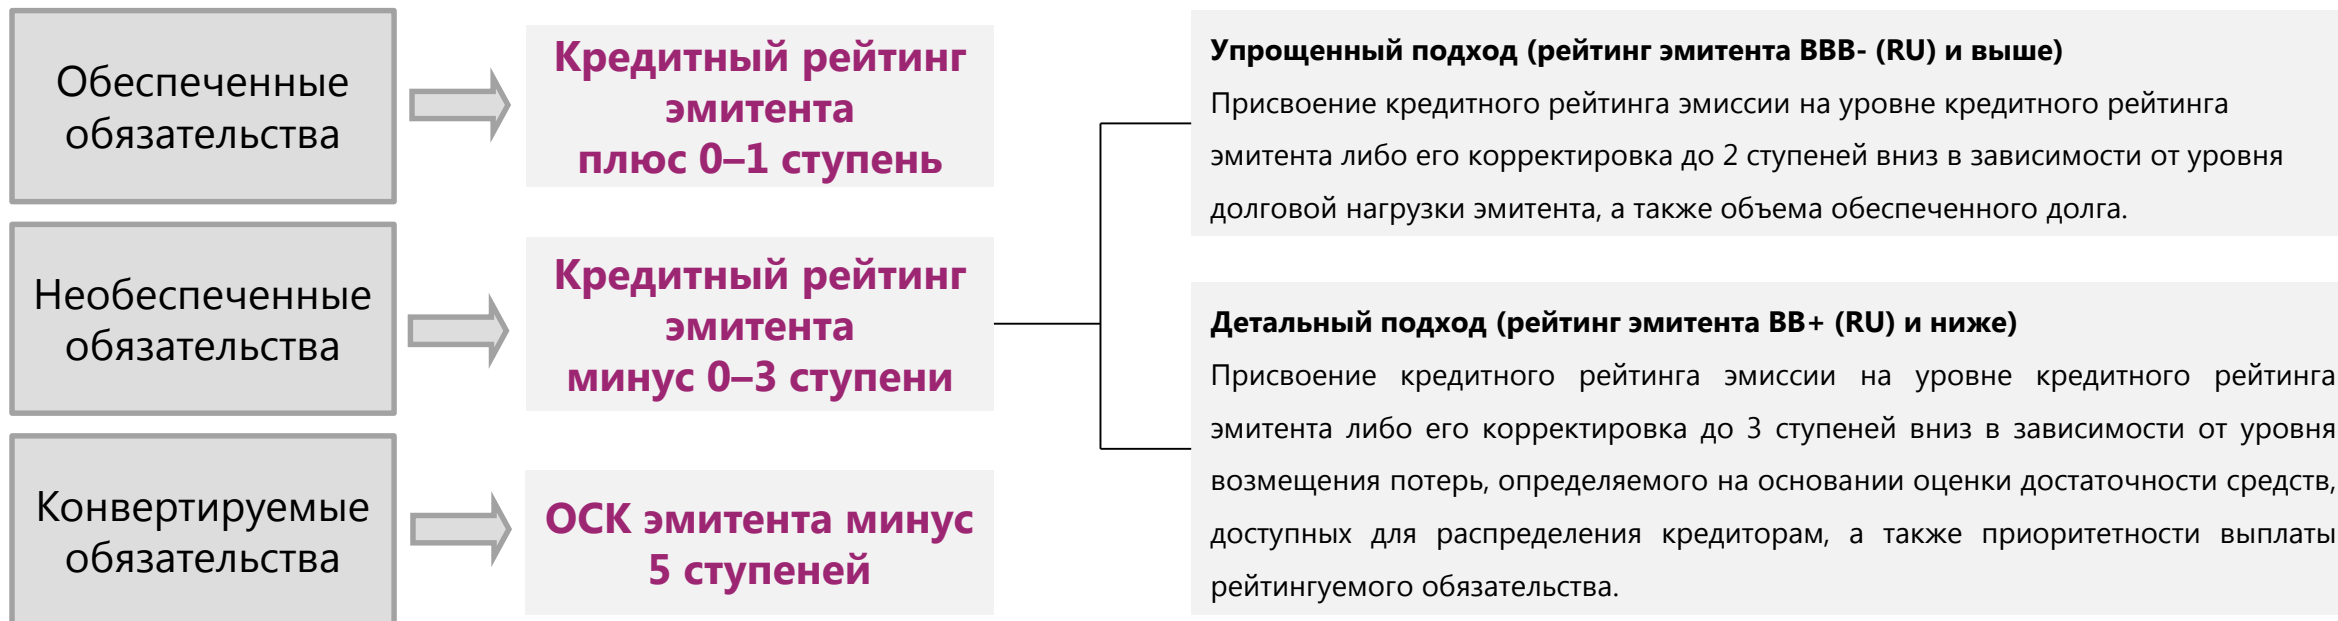 Обеспеченные
обязательства
Кредитный рейтинг
эмитента
плюс 0–1 ступень
Необеспеченные
обязательства
Кредитный рейтинг
эмитента
минус 0–3 ступени
Конвертируемые
обязательства
ОСК эмитента минус
5 ступеней
Упрощенный подход (рейтинг эмитента BBB- (RU) и выше)
Присвоение кредитного рейтинга эмиссии на уровне кредитного рейтинга
эмитента либо его корректировка до 2 ступеней вниз в зависимости от уровня
долговой нагрузки эмитента, а также объема обеспеченного долга.
Детальный подход (рейтинг эмитента BB+ (RU) и ниже)
Присвоение кредитного рейтинга эмиссии на уровне кредитного рейтинга
эмитента либо его корректировка до 3 ступеней вниз в зависимости от уровня
возмещения потерь, определяемого на основании оценки достаточности средств,
доступных для распределения кредиторам, а также приоритетности выплаты
рейтингуемого обязательства.